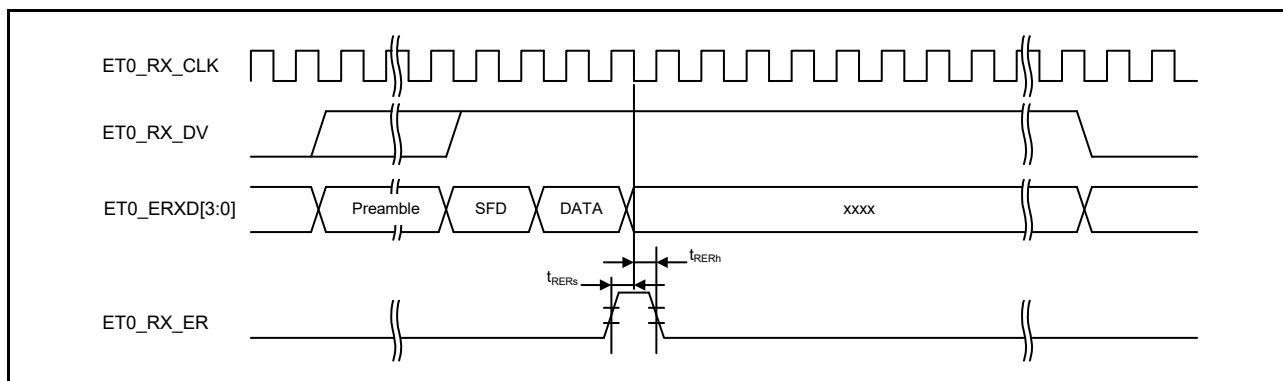 ET0_RX_CLK
ET0_RX_DV
ET0_ERXD[3:0]
Preamble
SFD
DATA
xxxx
tRERh
tRERs
ET0_RX_ER